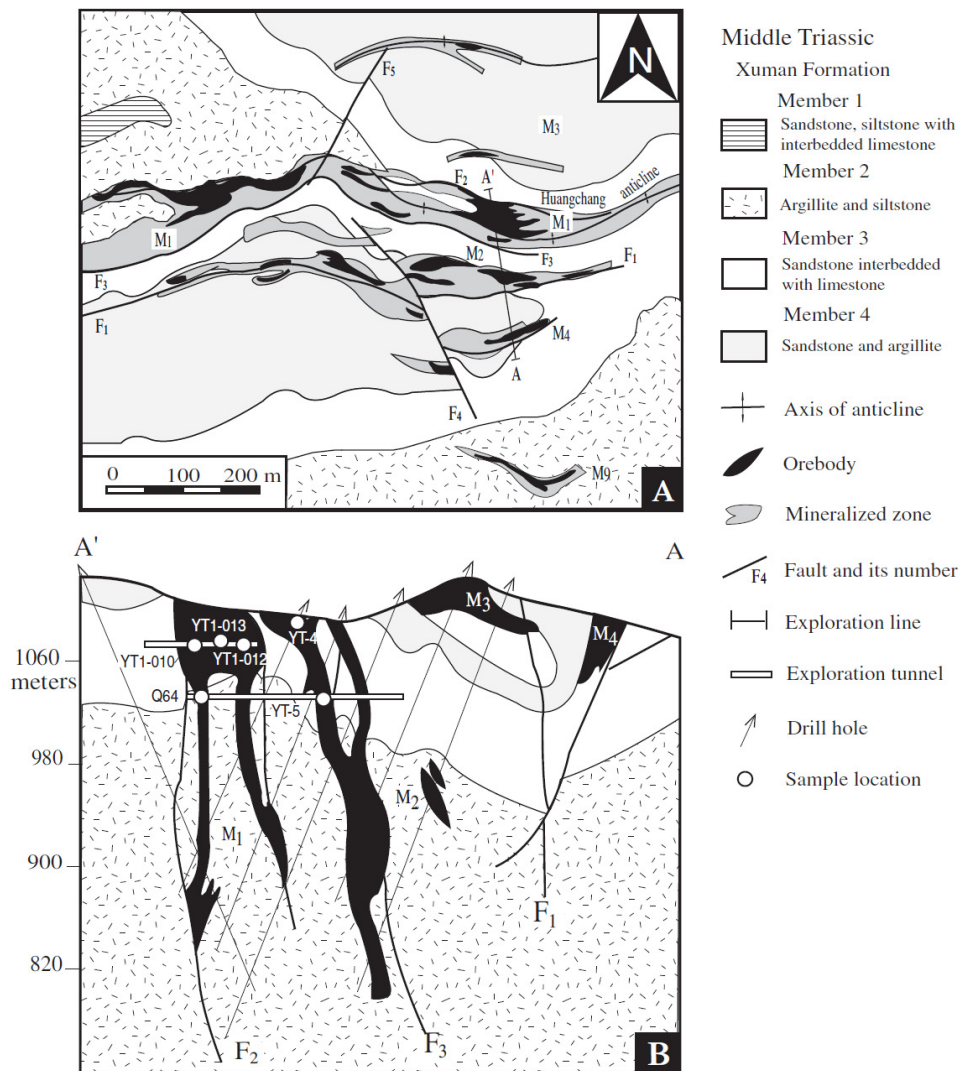 N
F5
M3
F2
A'
Huangchang
anticline
M1
M1
M2
F3
F1
F3
F1
M4
A
F4
M9
0 100 200 m
A
Middle Triassic
Xuman Formation
Member 1
Sandstone, siltstone with
interbedded limestone
Member 2
Argillite and siltstone
Member 3
Sandstone interbedded
with limestone
Member 4
Sandstone and argillite
Axis of anticline
Orebody
Mineralized zone
F4 Fault and its number
Exploration line
Exploration tunnel
Drill hole
Sample location
A'
A
M3
YT1-013
YT-4
M4
YT1-010
YT1-012
1060
meters
Q64
YT-5
980
M2
M1
900
F1
820
F2
F3
B